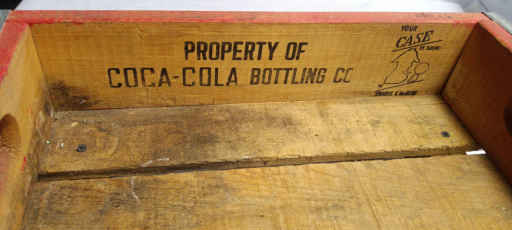 PROPERTY OF
COCA-COLA BOTTLING CO
YOUR
CASE